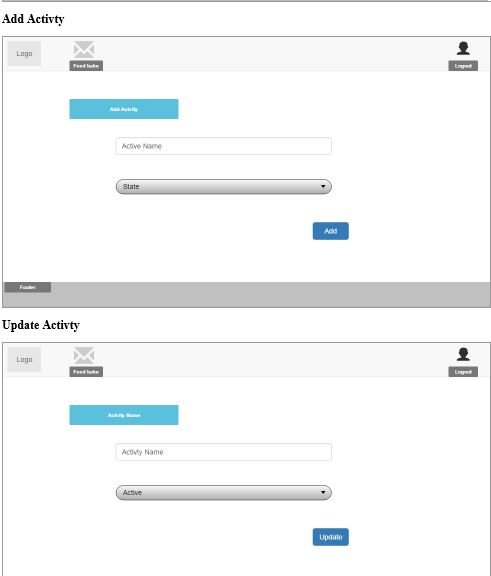 Add Activty
Logo
Feed bake
Logout
Add Activity
Active Name
State
Add
Footer
Update Activty
Logo
Feed bake
Logout
Activity Name
Activty Name
Active
Update